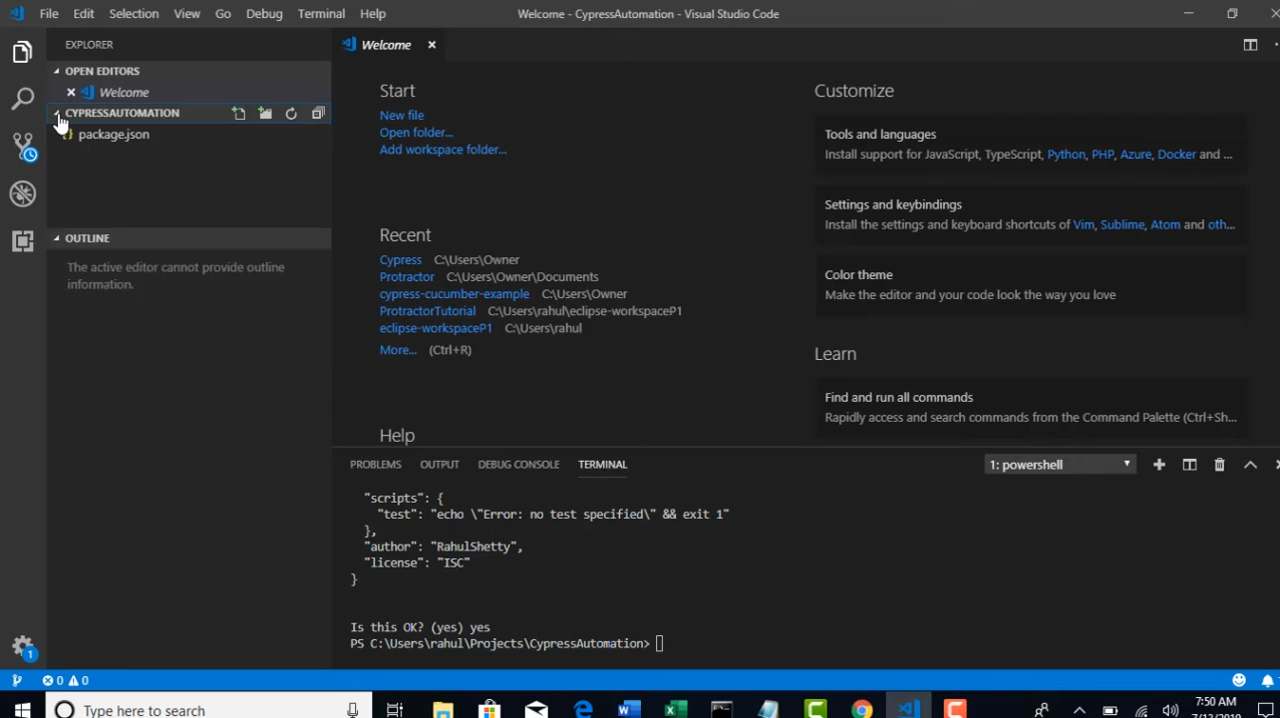 File Edit Selection View Go Debug Terminal Help
Welcome - CypressAutomation - Visual Studio Code
EXPLORER
OPEN EDITORS
Welcome
CYPRESSAUTOMATION
{} package.json
OUTLINE
The active editor cannot provide outline
information.
Welcome
Start
New file
Open folder...
Add workspace folder...
Recent
Cypress C:\Users\Owner
Protractor C:\Users\Owner\Documents
cypress-cucumber-example C:\Users\Owner
ProtractorTutorial C:\Users\rahul\eclipse-workspaceP1
eclipse-workspaceP1 C:\Users\rahul
More... (Ctrl+R)
Help
Customize
Tools and languages
Install support for JavaScript, TypeScript, Python, PHP, Azure, Docker and ...
Settings and keybindings
Install the settings and keyboard shortcuts of Vim, Sublime, Atom and oth...
Color theme
Make the editor and your code look the way you love
Learn
Find and run all commands
Rapidly access and search commands from the Command Palette (Ctrl+Sh...
PROBLEMS OUTPUT DEBUG CONSOLE TERMINAL
1: powershell
"scripts": {
"test": "echo \"Error: no test specified\" && exit 1"
},
"author": "RahulShetty",
"license": "ISC"
}
Is this OK? (yes) yes
PS C:\Users\rahul\Projects\CypressAutomation>
1
0 0
Type here to search
7:50 AM